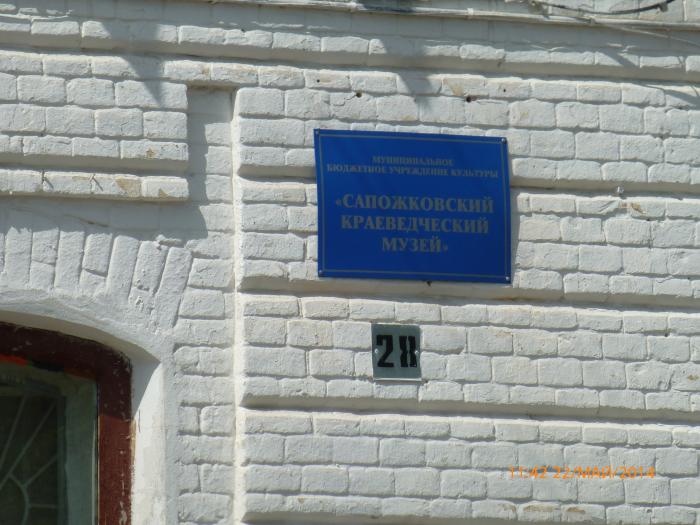 МУНИЦИПАЛЬНОЕ
БЮДЖЕТНОЕ УЧРЕЖДЕНИЕ КУЛЬТУРЫ
«САПОЖКОВСКИЙ
КРАЕВЕДЧЕСКИЙ
МУЗЕЙ»
28
11:42 22/МАЙ/2014